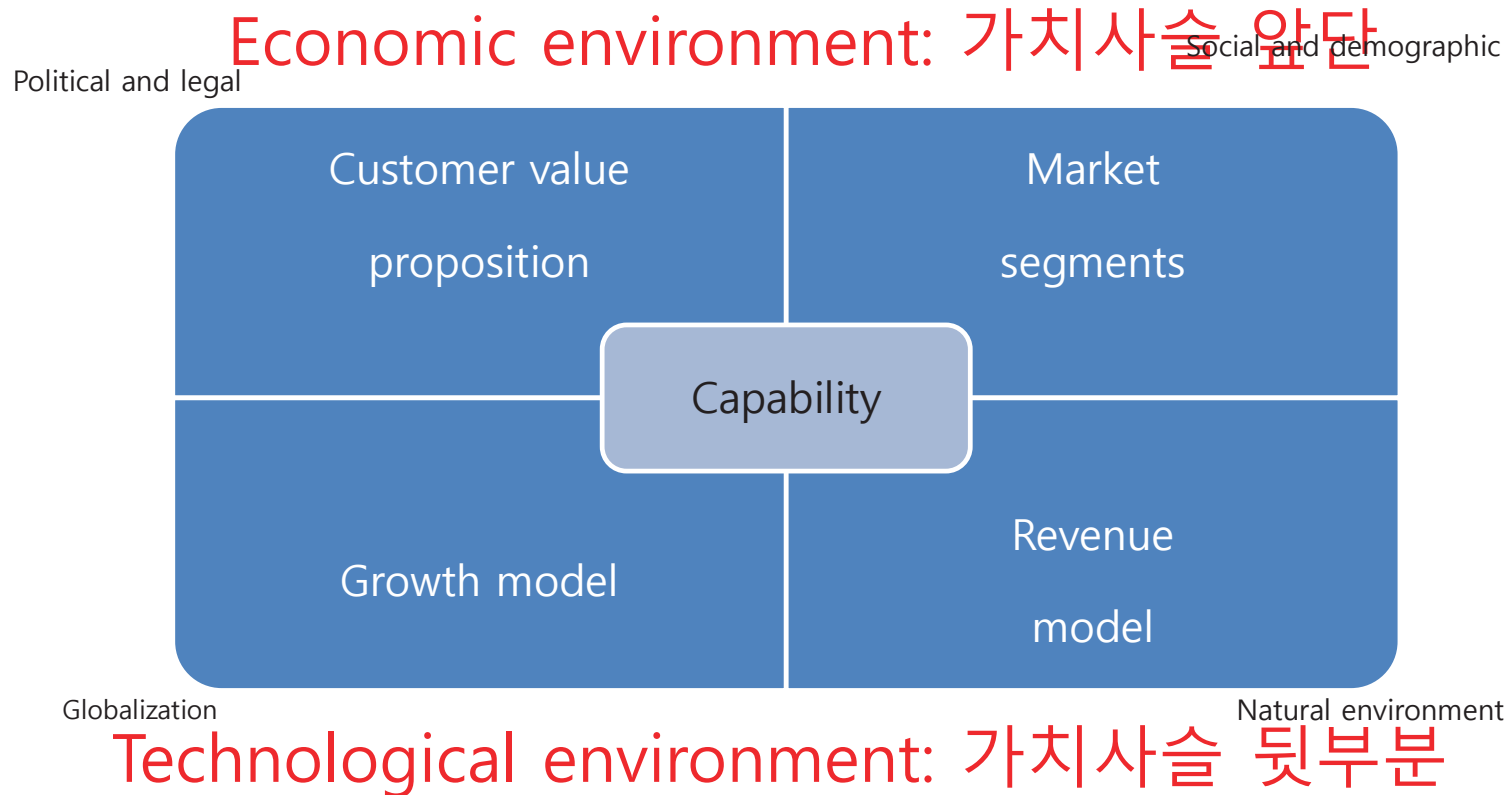 Economic environment: 가치사슬 앞단
Social and demographic
Political and legal
Customer value
proposition
Market
segments
Capability
Growth model
Revenue
model
Globalization
Natural environment
Technological environment: 가치사슬 뒷부분